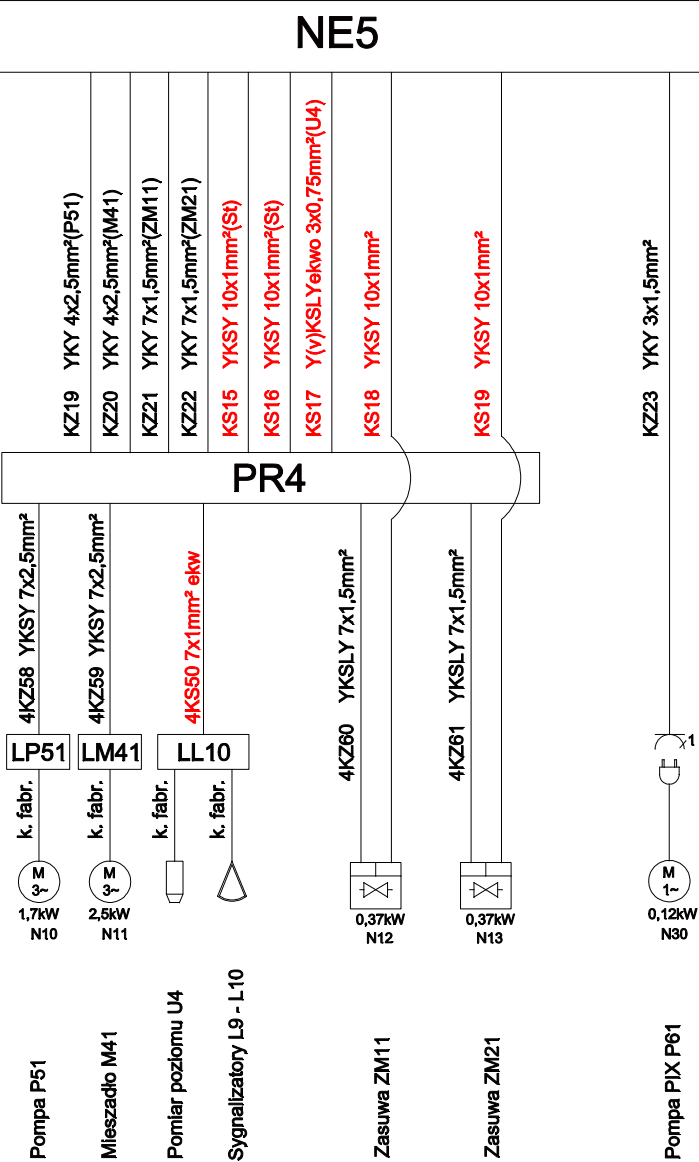 NE5
KZ19 YKY 4x2,5mm²(P51)
KZ20 YKY 4x2,5mm²(M41)
KZ21 YKY 7x1,5mm²(ZM11)
KZ22 YKY 7x1,5mm²(ZM21)
KS15 YKSY 10x1mm²(St)
KS16 YKSY 10x1mm²(St)
KS17 Y(v)KSLYekwo 3x0,75mm²(U4)
KS18 YKSY 10x1mm²
KS19 YKSY 10x1mm²
KZ23 YKY 3x1,5mm²
PR4
4KZ58 YKSY 7x2,5mm²
4KZ59 YKSY 7x2,5mm²
4KS50 7x1mm² ekw
4KZ60 YKSLY 7x1,5mm²
4KZ61 YKSLY 7x1,5mm²
LP51
LM41
LL10
1
k. fabr.
k. fabr.
k. fabr.
k. fabr.
M
3~
M
3~
M
1~
1,7kW
N10
2,5kW
N11
0,37kW
N12
0,37kW
N13
0,12kW
N30
Pompa P51
Mieszadło M41
Pomiar poziomu U4
Sygnalizatory L9 - L10
Zasuwa ZM11
Zasuwa ZM21
Pompa PIX P61